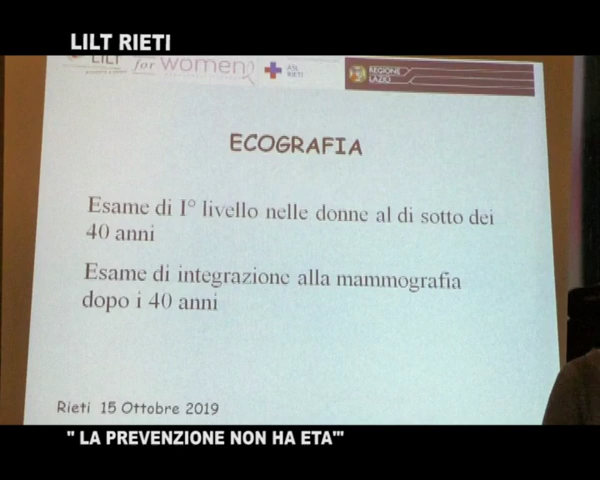 LILT RIETI
LILT
for women
ASL
RIETI
REGIONE
LAZIO
ECOGRAFIA
Esame di I° livello nelle donne al di sotto dei
40 anni
Esame di integrazione alla mammografia
dopo i 40 anni
Rieti 15 Ottobre 2019
" LA PREVENZIONE NON HA ETA'"